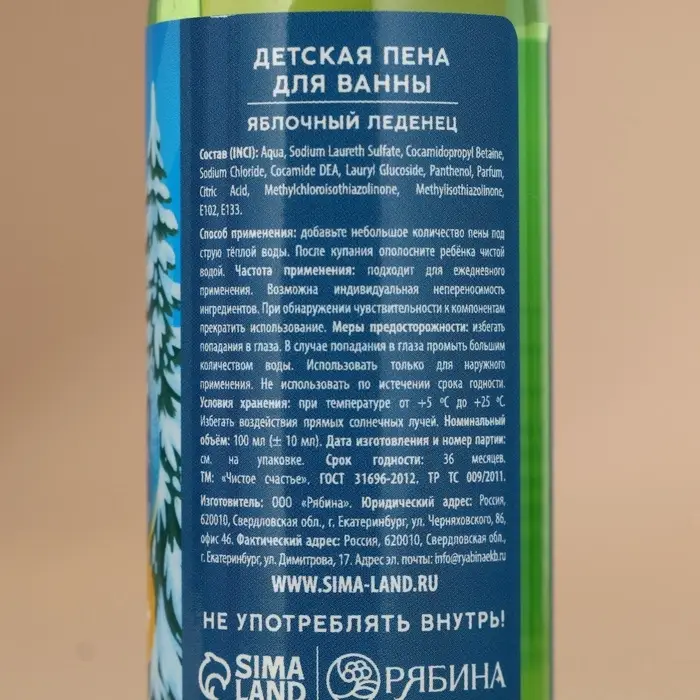 ДЕТСКАЯ ПЕНА
ДЛЯ ВАННЫ
ЯБЛОЧНЫЙ ЛЕДЕНЕЦ
Состав (INCI): Aqua, Sodium Laureth Sulfate, Cocamidopropyl Betaine,
Sodium Chloride, Cocamide DEA, Lauryl Glucoside, Panthenol, Parfum,
Citric Acid, Methylchloroisothiazolinone, Methylisothiazolinone,
E102, E133.
Способ применения: добавьте небольшое количество пены под
струю тёплой воды. После купания ополосните ребёнка чистой
водой. Частота применения: подходит для ежедневного
применения. Возможна индивидуальная непереносимость
ингредиентов. При обнаружении чувствительности к компонентам
прекратить использование. Меры предосторожности: избегать
попадания в глаза. В случае попадания в глаза промыть большим
количеством воды. Использовать только для наружного
применения. Не использовать по истечении срока годности.
Условия хранения: при температуре от +5 °С до +25 °С.
Избегать воздействия прямых солнечных лучей. Номинальный
объём: 100 мл (± 10 мл). Дата изготовления и номер партии:
см. на упаковке. Срок годности: 36 месяцев.
ТМ: «Чистое счастье». ГОСТ 31696-2012. ТР ТС 009/2011.
Изготовитель: ООО «Рябина». Юридический адрес: Россия,
620010, Свердловская обл., г. Екатеринбург, ул. Черняховского, 86,
офис 46. Фактический адрес: Россия, 620010, Свердловская обл.,
г. Екатеринбург, ул. Димитрова, 17. Адрес эл. почты: info@ryabinaekb.ru
WWW.SIMA-LAND.RU
НЕ УПОТРЕБЛЯТЬ ВНУТРЬ!
SIMA
LAND
РЯБИНА